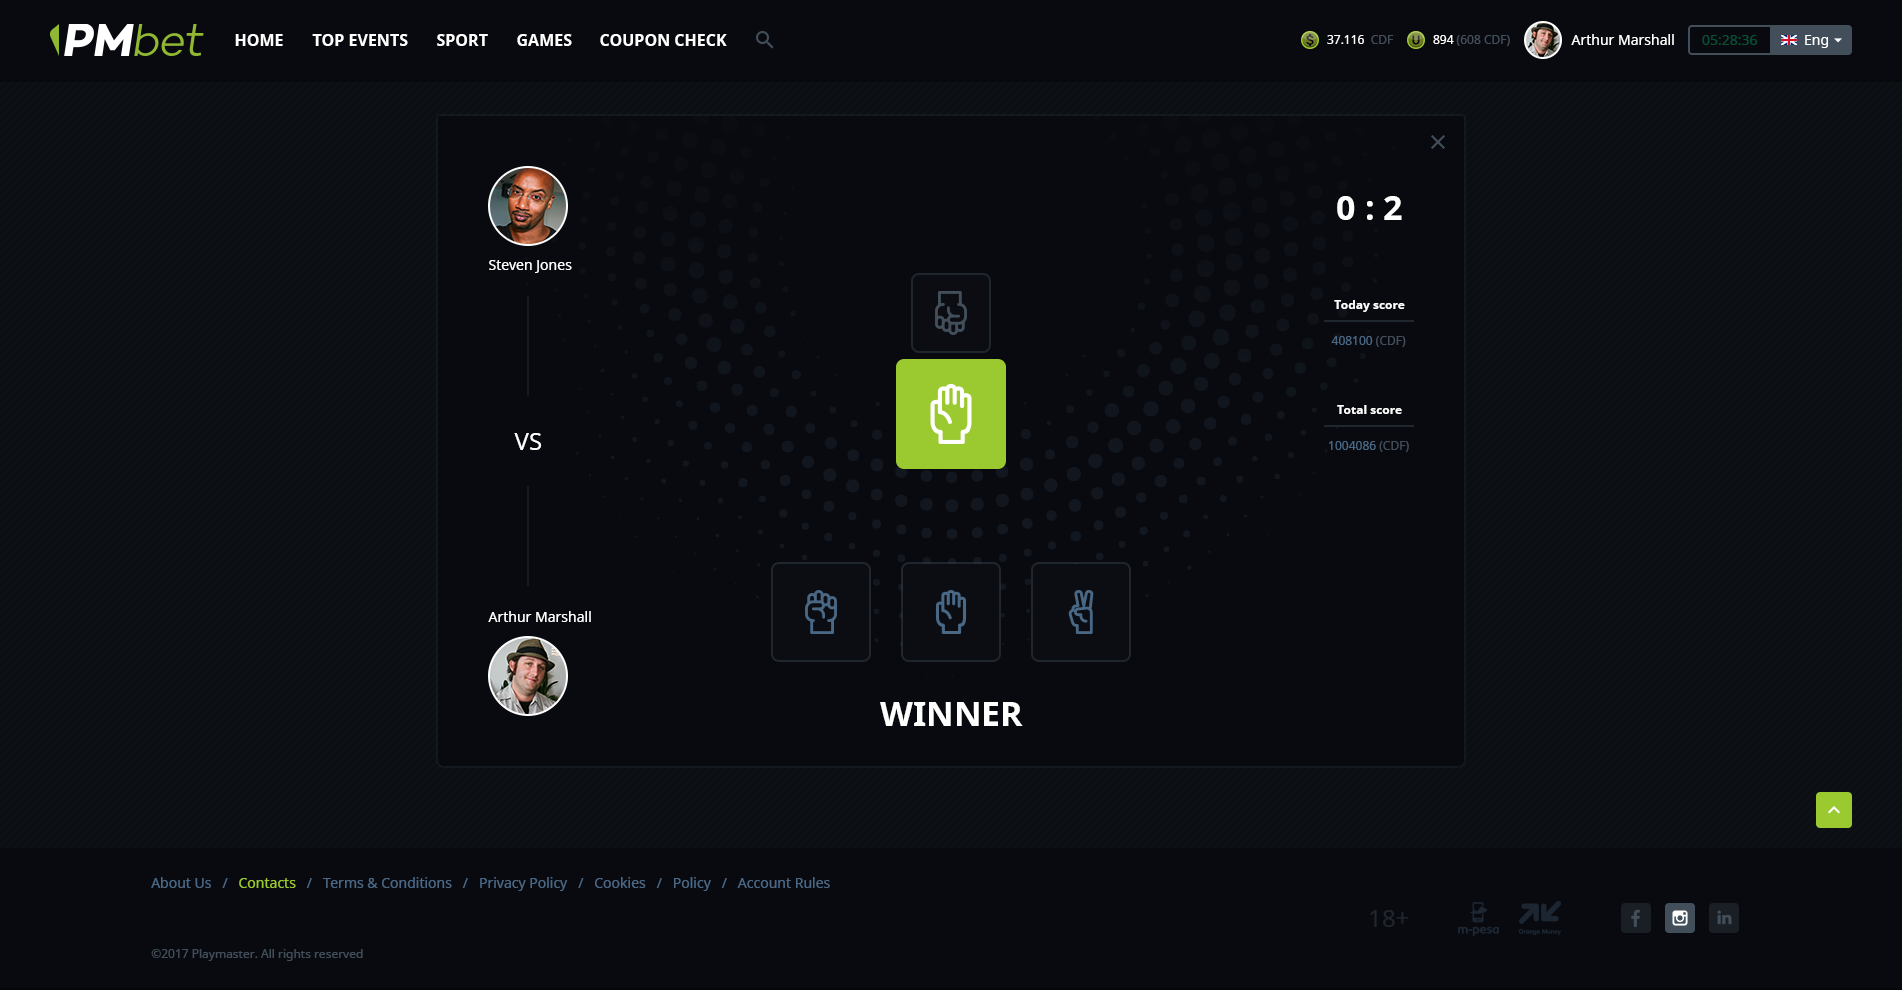 PMbet HOME TOP EVENTS SPORT GAMES COUPON CHECK 37.116 CDF 894 (608 CDF) Arthur Marshall 05:28:36 Eng
0 : 2
Steven Jones
Today score
408100 (CDF)
VS
Total score
1004086 (CDF)
Arthur Marshall
WINNER
About Us / Contacts / Terms & Conditions / Privacy Policy / Cookies / Policy / Account Rules
18+
m-pesa
Orange Money
©2017 Playmaster. All rights reserved